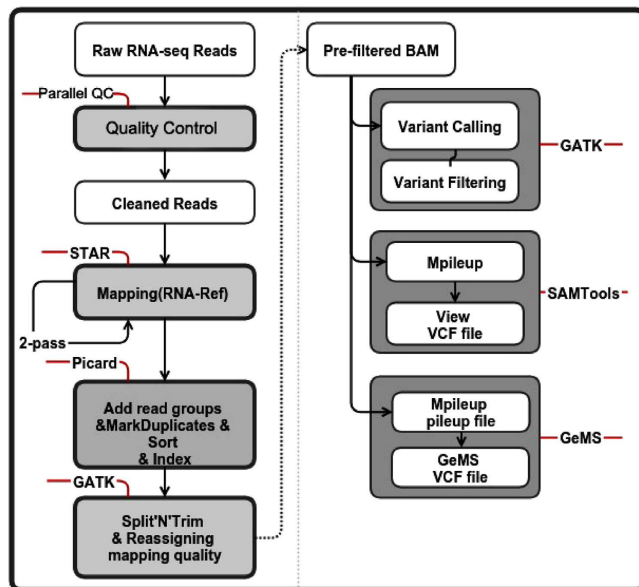 Raw RNA-seq Reads
Parallel QC
Quality Control
Cleaned Reads
STAR
Mapping(RNA-Ref)
2-pass
Picard
Add read groups
&MarkDuplicates &
Sort
& Index
GATK
Split'N'Trim
& Reassigning
mapping quality
Pre-filtered BAM
Variant Calling
Variant Filtering
GATK
Mpileup
View
VCF file
SAMTools
Mpileup
pileup file
GeMS
VCF file
GeMS